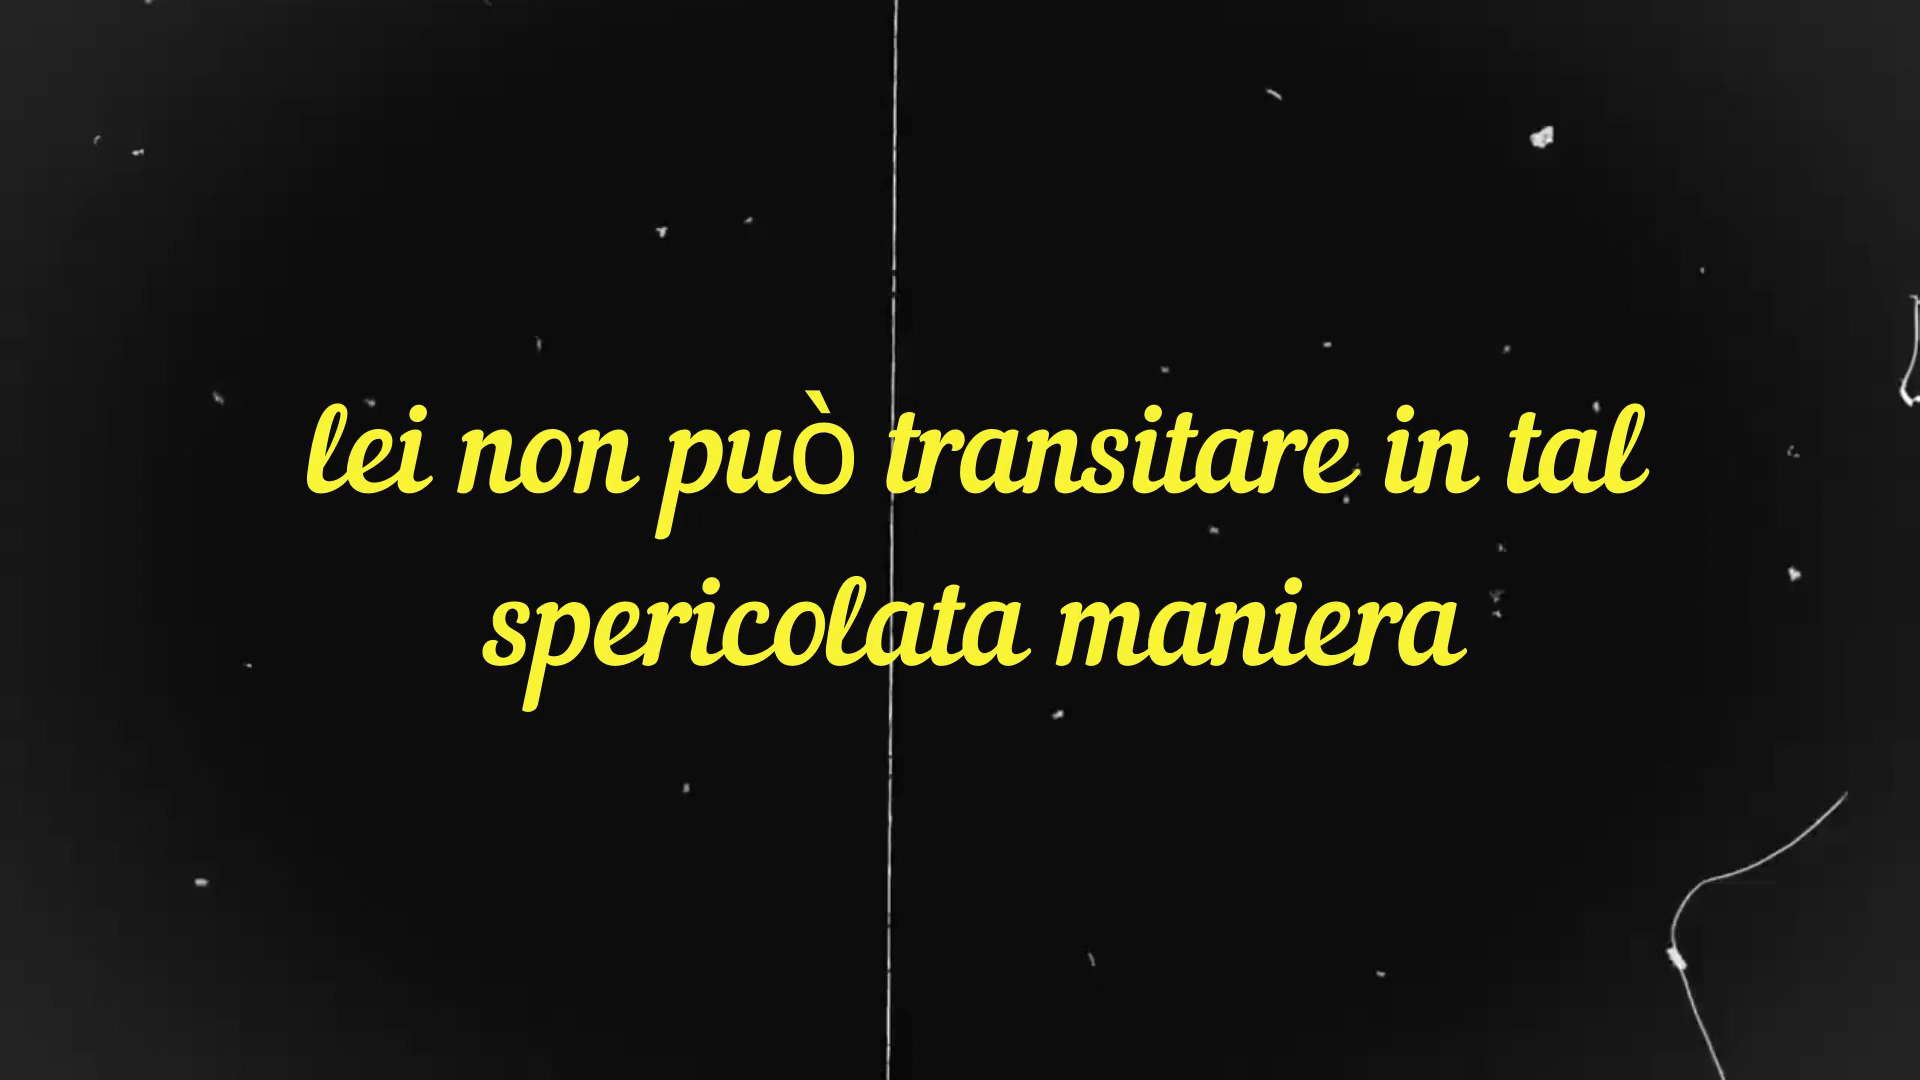 lei non può transitare in tal
spericolata maniera